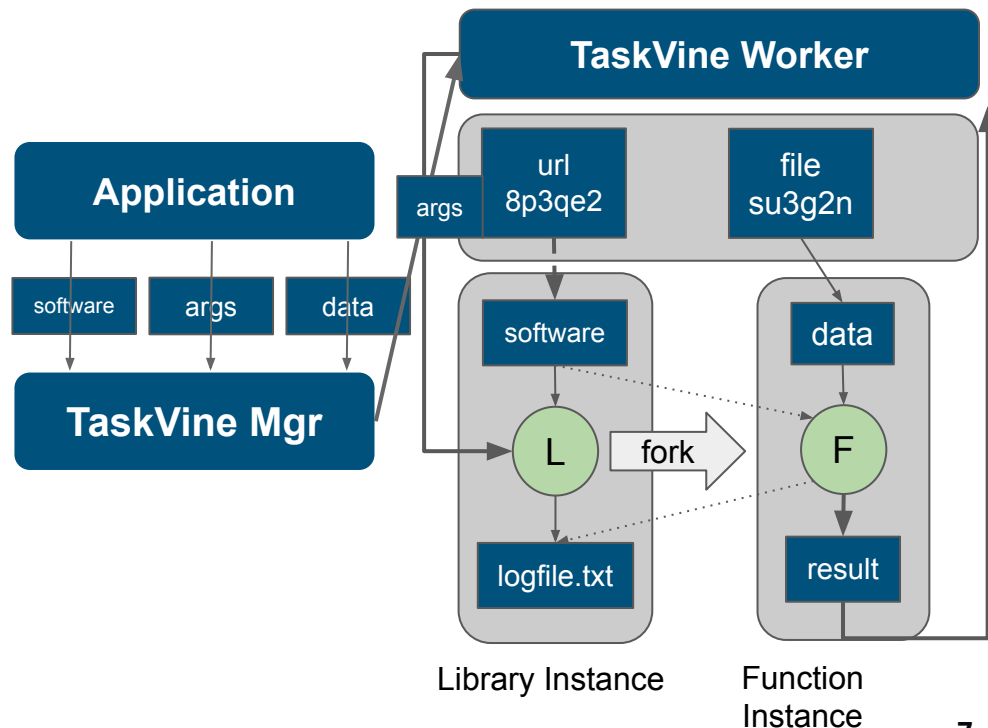 TaskVine Worker
Application
args
url
8p3qe2
file
su3g2n
software
args
data
software
data
TaskVine Mgr
L
fork
F
logfile.txt
result
Library Instance
Function
Instance